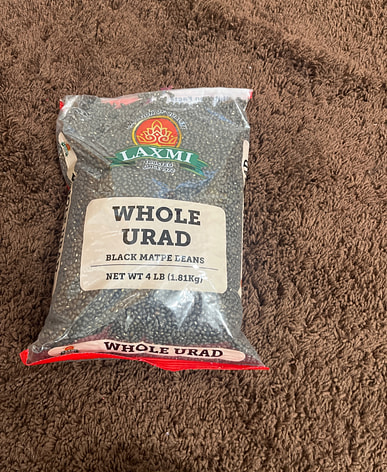 LAXMI
WHOLE
URAD
BLACK MATPE BEANS
NET WT 4 LB (1.81Kg)
WHOLE URAD